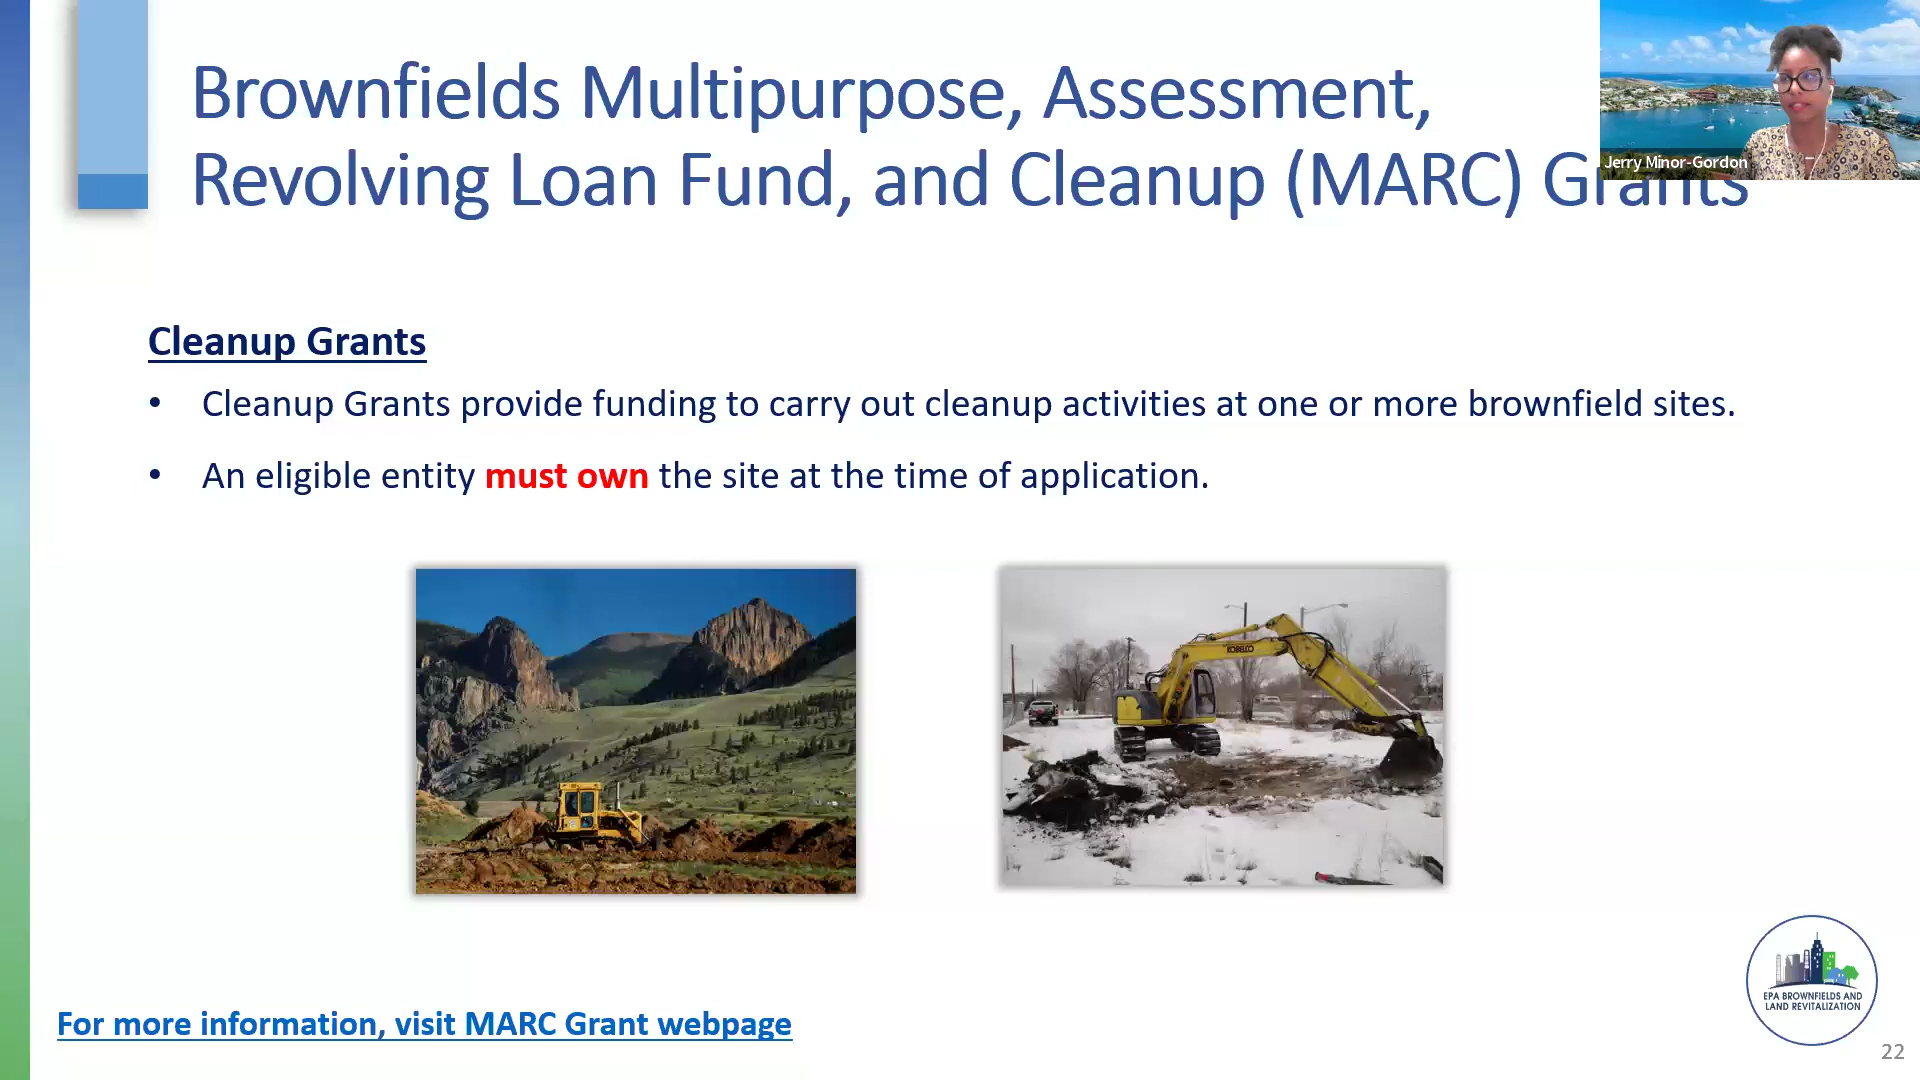 Brownfields Multipurpose, Assessment,
Revolving Loan Fund, and Cleanup (MARC) Grants
Jerry Minor-Gordon
Cleanup Grants
• Cleanup Grants provide funding to carry out cleanup activities at one or more brownfield sites.
• An eligible entity must own the site at the time of application.
KOBELCO
EPA BROWNFIELDS AND
LAND REVITALIZATION
For more information, visit MARC Grant webpage
22